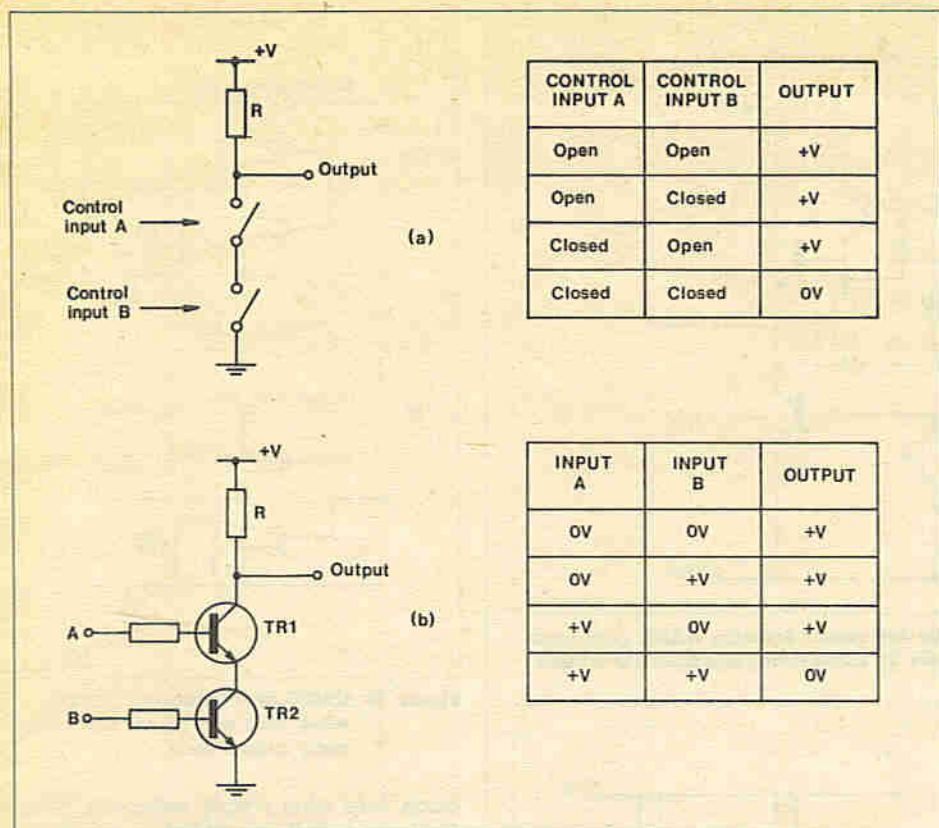 +V
R
Output
Control
input A
(a)
Control
input B
CONTROL INPUT A CONTROL INPUT B OUTPUT
Open Open +V
Open Closed +V
Closed Open +V
Closed Closed 0V
+V
R
Output
A
TR1
(b)
B
TR2
INPUT A INPUT B OUTPUT
0V 0V +V
0V +V +V
+V 0V +V
+V +V 0V